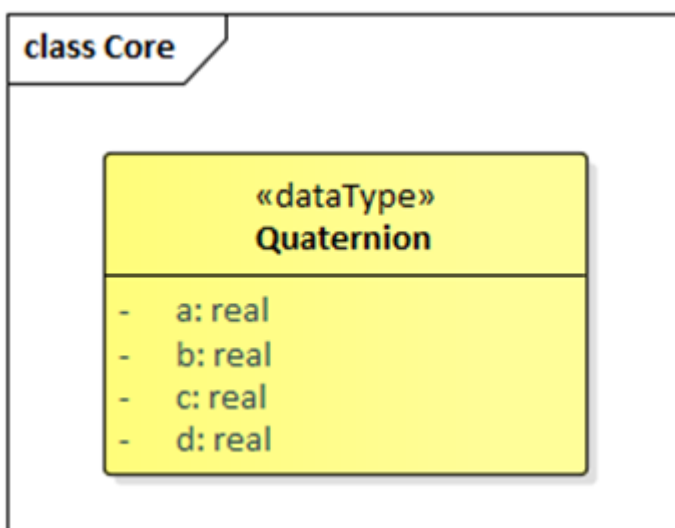 class Core
«dataType»
Quaternion
- a: real
- b: real
- c: real
- d: real